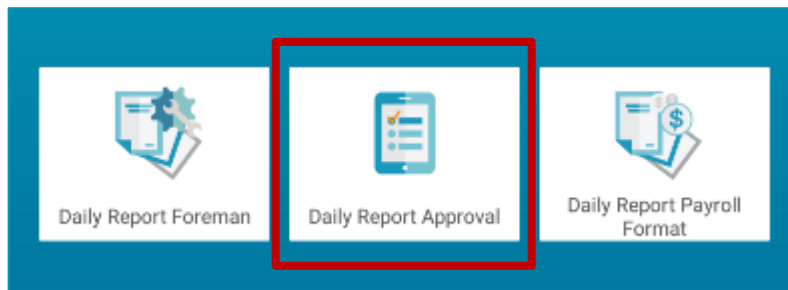 Daily Report Foreman
Daily Report Approval
Daily Report Payroll
Format
$